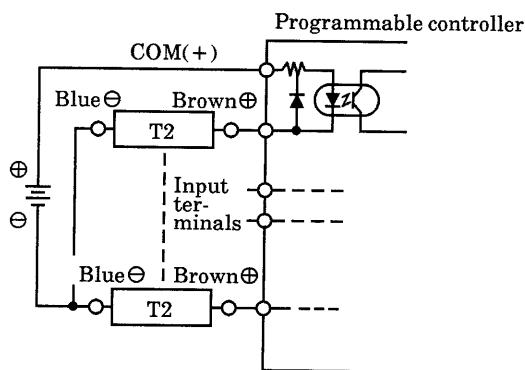 Programmable controller
COM(+)
Blue⊖ Brown⊕
T2
⊕
⊖
Input
ter-
minals
Blue⊖ Brown⊕
T2